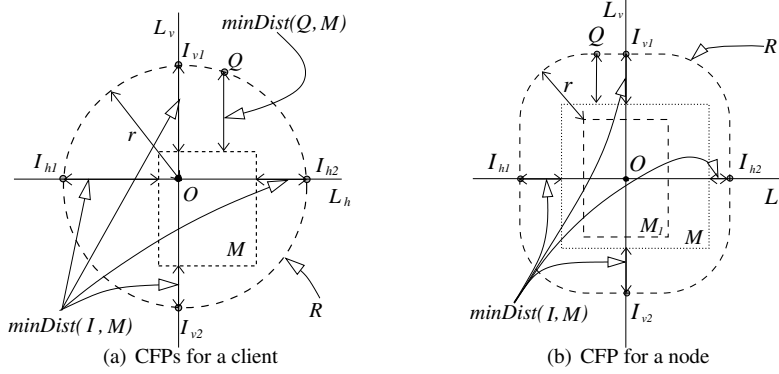 L_v
minDist(Q, M)
I_v1
Q
r
I_h1
I_h2
O
L_h
M
R
minDist(I, M)
I_v2
(a) CFPs for a client
L_v
Q
I_v1
R
r
I_h1
O
I_h2
L
M_1
M
minDist(I, M)
I_v2
(b) CFP for a node